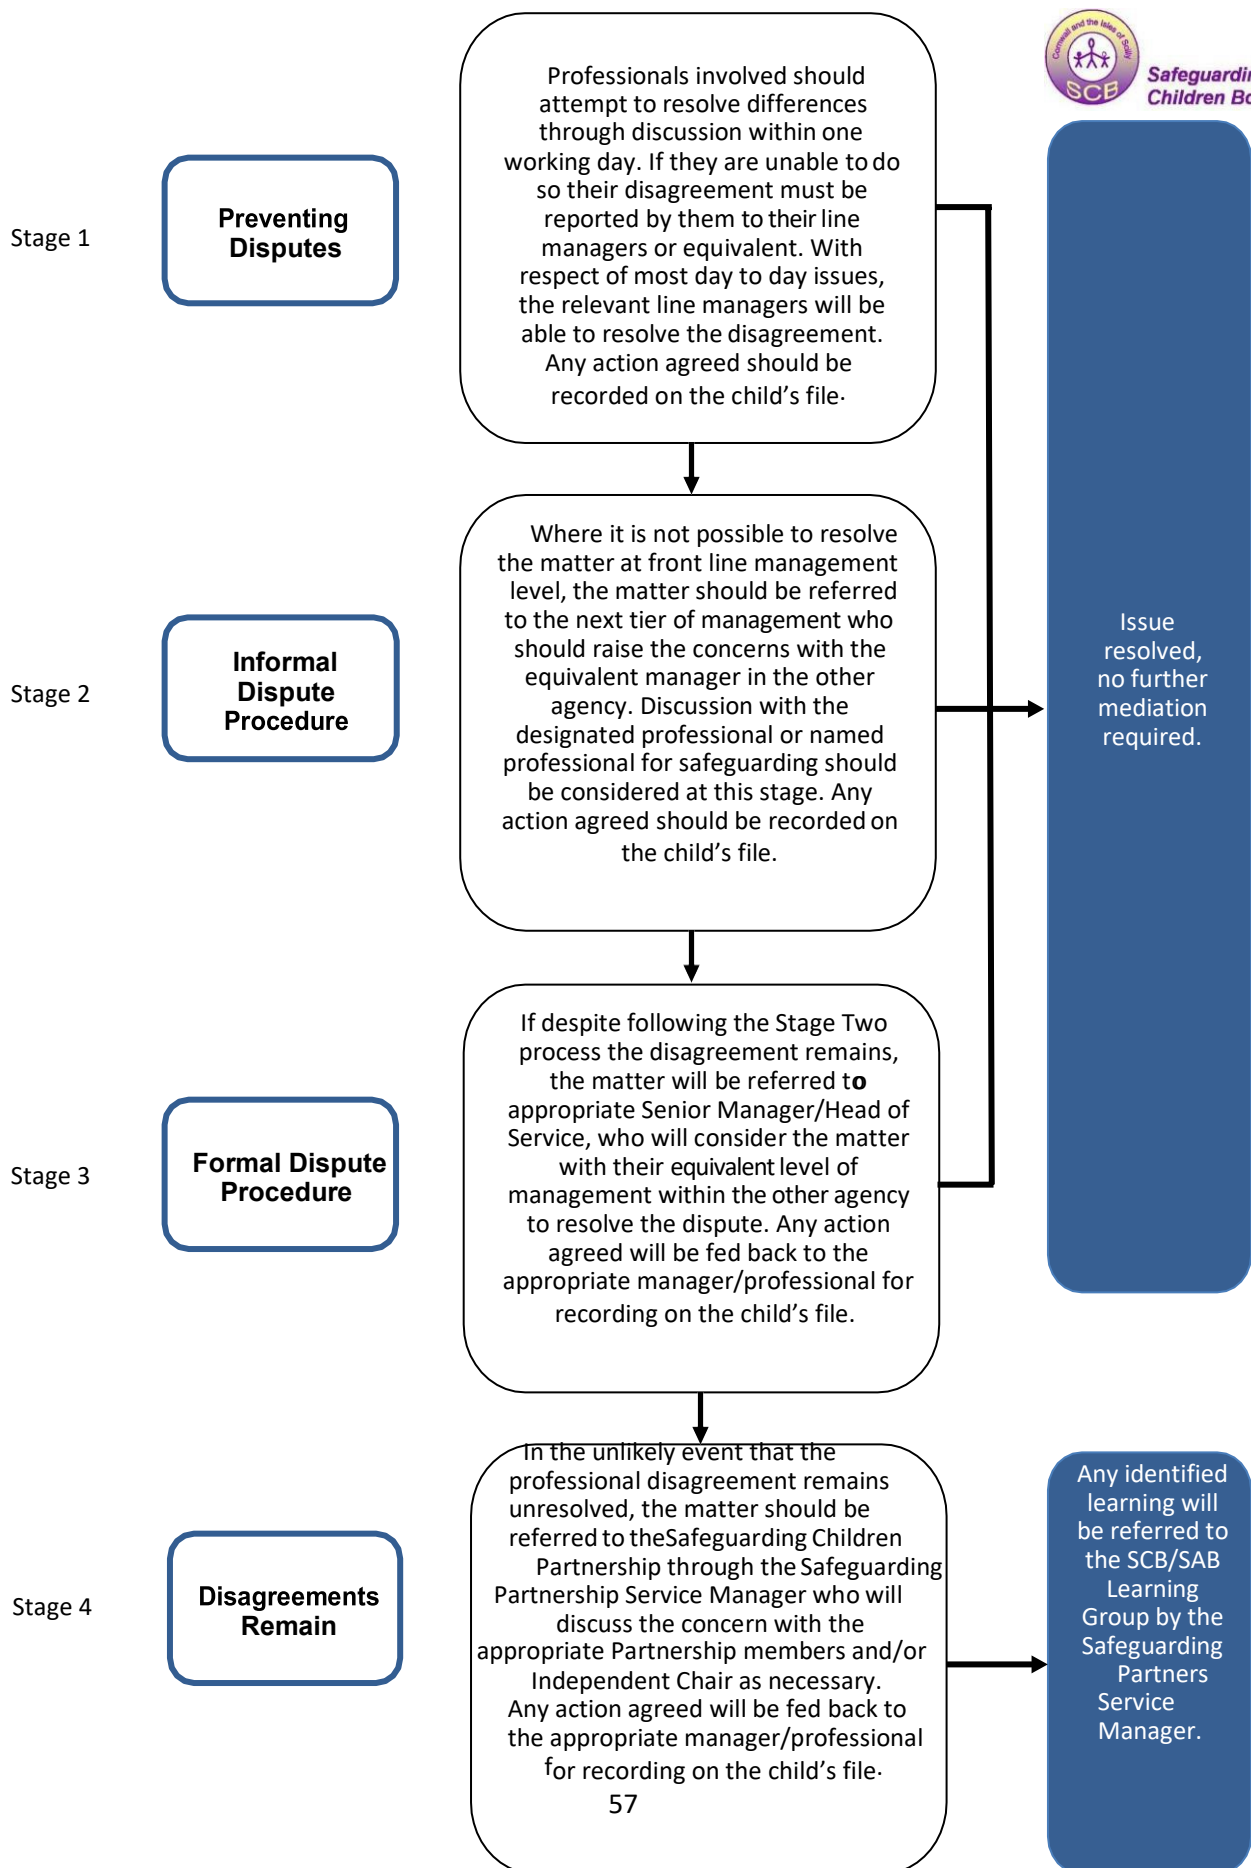 Cornwall and the Isles of Scilly
SCB
Safeguardin
Children Bo
Stage 1
Preventing
Disputes
Professionals involved should
attempt to resolve differences
through discussion within one
working day. If they are unable to do
so their disagreement must be
reported by them to their line
managers or equivalent. With
respect of most day to day issues,
the relevant line managers will be
able to resolve the disagreement.
Any action agreed should be
recorded on the child’s file.
Stage 2
Informal
Dispute
Procedure
Where it is not possible to resolve
the matter at front line management
level, the matter should be referred
to the next tier of management who
should raise the concerns with the
equivalent manager in the other
agency. Discussion with the
designated professional or named
professional for safeguarding should
be considered at this stage. Any
action agreed should be recorded on
the child’s file.
Issue
resolved,
no further
mediation
required.
Stage 3
Formal Dispute
Procedure
If despite following the Stage Two
process the disagreement remains,
the matter will be referred to
appropriate Senior Manager/Head of
Service, who will consider the matter
with their equivalent level of
management within the other agency
to resolve the dispute. Any action
agreed will be fed back to the
appropriate manager/professional for
recording on the child’s file.
Stage 4
Disagreements
Remain
In the unlikely event that the
professional disagreement remains
unresolved, the matter should be
referred to theSafeguarding Children
Partnership through the Safeguarding
Partnership Service Manager who will
discuss the concern with the
appropriate Partnership members and/or
Independent Chair as necessary.
Any action agreed will be fed back to
the appropriate manager/professional
for recording on the child’s file.
57
Any identified
learning will
be referred to
the SCB/SAB
Learning
Group by the
Safeguarding
Partners
Service
Manager.